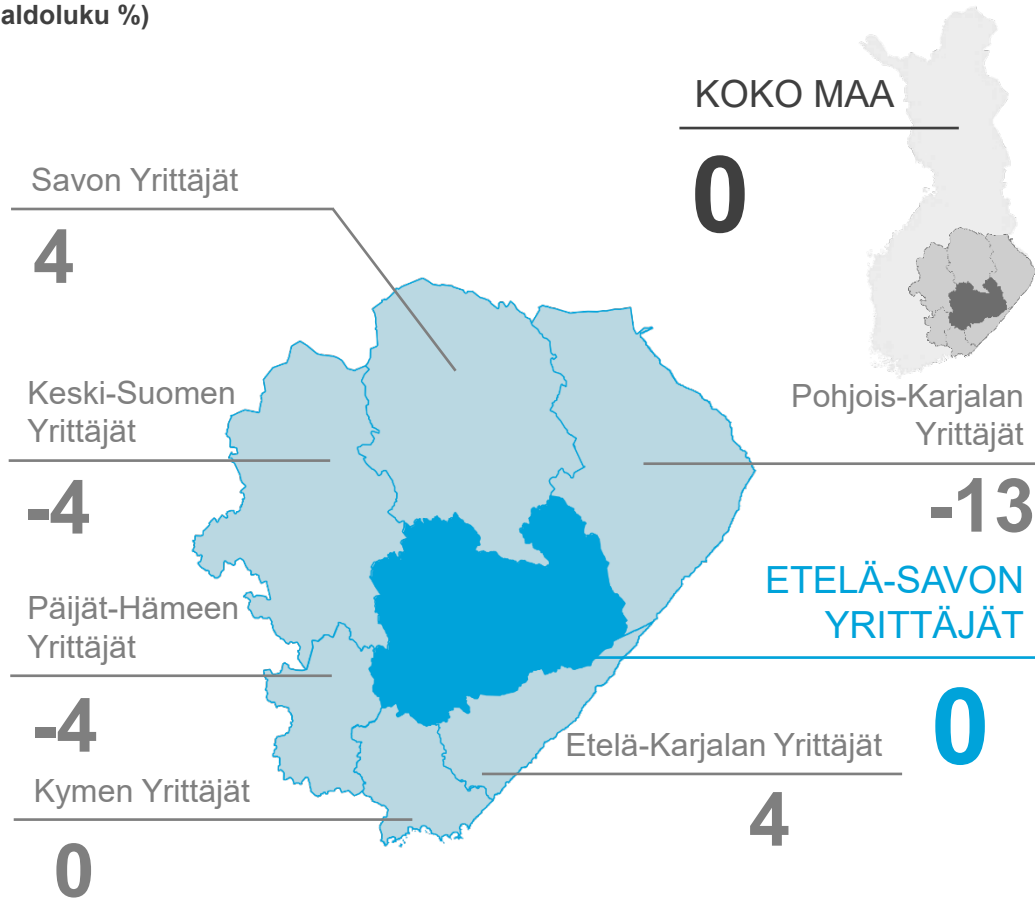 aldoluku %)
KOKO MAA
0
Savon Yrittäjät
4
Keski-Suomen
Yrittäjät
-4
Pohjois-Karjalan
Yrittäjät
-13
ETELÄ-SAVON
YRITTÄJÄT
0
Päijät-Hämeen
Yrittäjät
-4
Etelä-Karjalan Yrittäjät
4
Kymen Yrittäjät
0